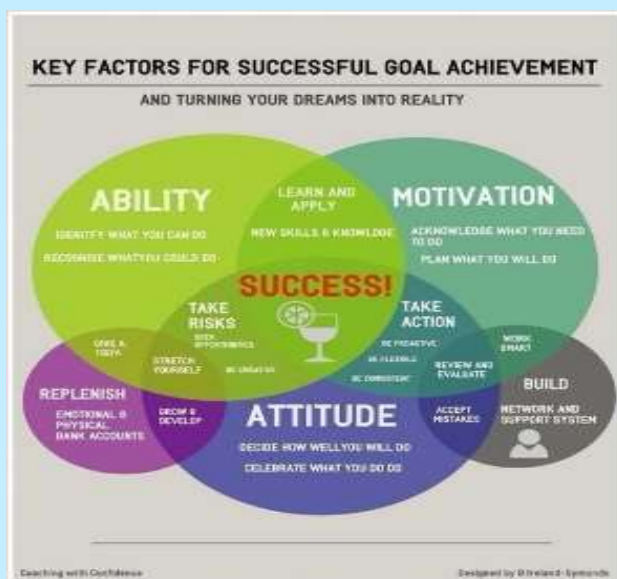 KEY FACTORS FOR SUCCESSFUL GOAL ACHIEVEMENT
AND TURNING YOUR DREAMS INTO REALITY
ABILITY
IDENTIFY WHAT YOU CAN DO
RECOGNISE WHAT YOU COULD DO
LEARN AND
APPLY
NEW SKILLS & KNOWLEDGE
MOTIVATION
ACKNOWLEDGE WHAT YOU NEED
TO DO
PLAN WHAT YOU WILL DO
SUCCESS!
TAKE
RISKS
SEEK
OPPORTUNITIES
STRETCH
YOURSELF
BE CREATIVE
TAKE
ACTION
BE PROACTIVE
BE FLEXIBLE
BE CONSISTENT
REVIEW AND
EVALUATE
WORK
SMART
GIVE &
REPLENISH
EMOTIONAL &
PHYSICAL
BANK ACCOUNTS
GROW &
DEVELOP
ATTITUDE
DECIDE HOW WELL YOU WILL DO
CELEBRATE WHAT YOU DO DO
ACCEPT
MISTAKES
BUILD
NETWORK AND
SUPPORT SYSTEM
Coaching with Confidence
Designed by D Ireland-Symonds